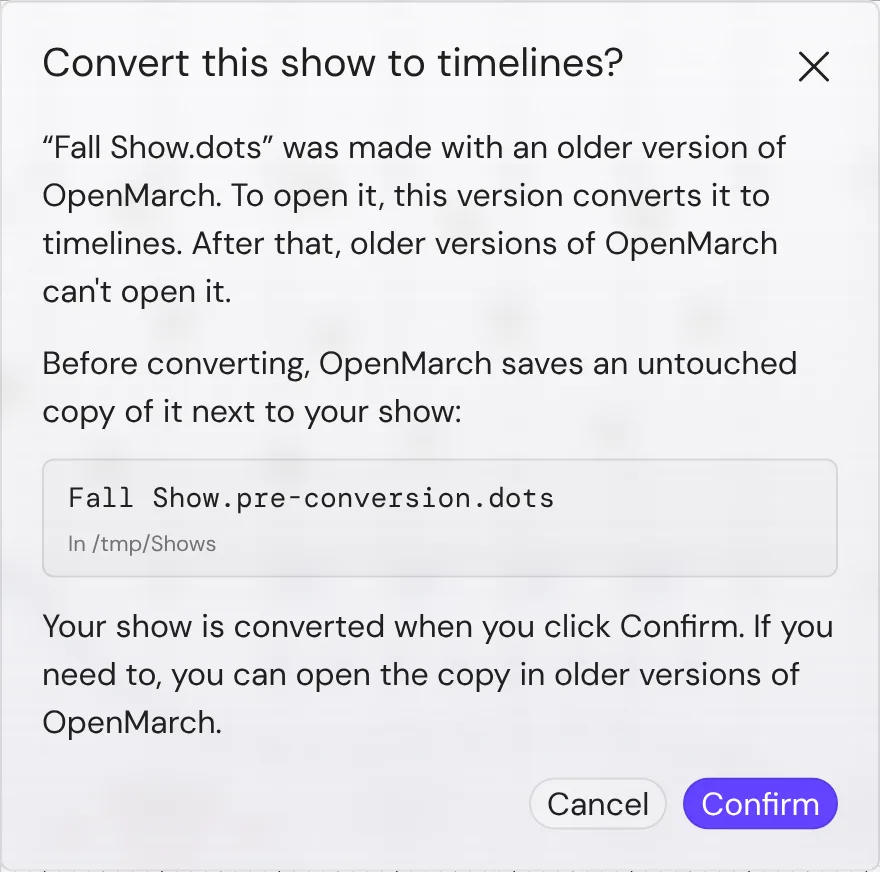 Convert this show to timelines?
“Fall Show.dots” was made with an older version of
OpenMarch. To open it, this version converts it to
timelines. After that, older versions of OpenMarch
can't open it.
Before converting, OpenMarch saves an untouched
copy of it next to your show:
Fall Show.pre-conversion.dots
In /tmp/Shows
Your show is converted when you click Confirm. If you
need to, you can open the copy in older versions of
OpenMarch.
Cancel Confirm